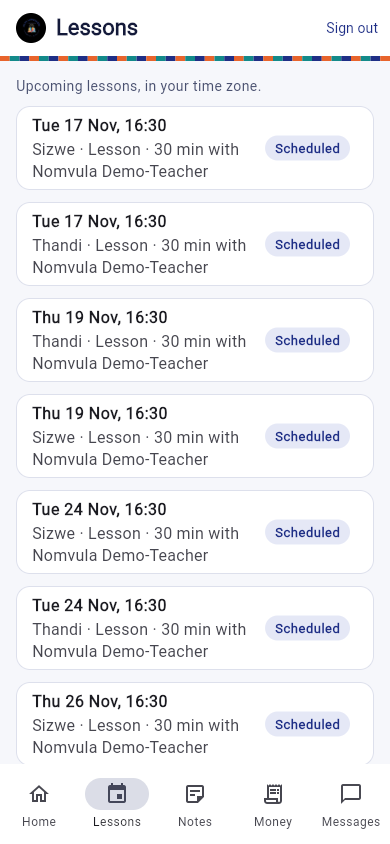 Lessons
Sign out
Upcoming lessons, in your time zone.
Tue 17 Nov, 16:30
Sizwe · Lesson · 30 min with
Nomvula Demo-Teacher
Scheduled
Tue 17 Nov, 16:30
Thandi · Lesson · 30 min with
Nomvula Demo-Teacher
Scheduled
Thu 19 Nov, 16:30
Thandi · Lesson · 30 min with
Nomvula Demo-Teacher
Scheduled
Thu 19 Nov, 16:30
Sizwe · Lesson · 30 min with
Nomvula Demo-Teacher
Scheduled
Tue 24 Nov, 16:30
Sizwe · Lesson · 30 min with
Nomvula Demo-Teacher
Scheduled
Tue 24 Nov, 16:30
Thandi · Lesson · 30 min with
Nomvula Demo-Teacher
Scheduled
Thu 26 Nov, 16:30
Sizwe · Lesson · 30 min with
Nomvula Demo-Teacher
Scheduled
Home
Lessons
Notes
Money
Messages